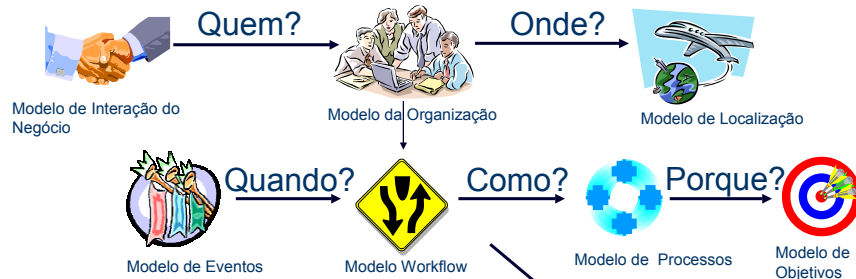 Quem?
Onde?
Modelo de Interação do
Negócio
Modelo da Organização
Modelo de Localização
Quando?
Como?
Porque?
Modelo de Eventos
Modelo Workflow
Modelo de Processos
Modelo de
Objetivos